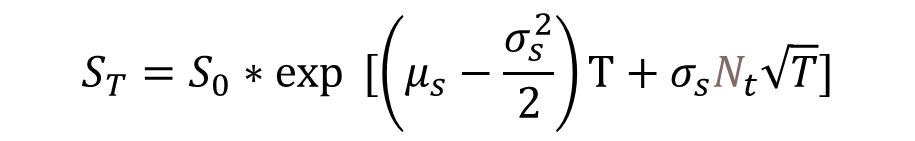 S_T = S_0 * exp [(μ_s − σ_s^2/2) T + σ_s N_t √T]